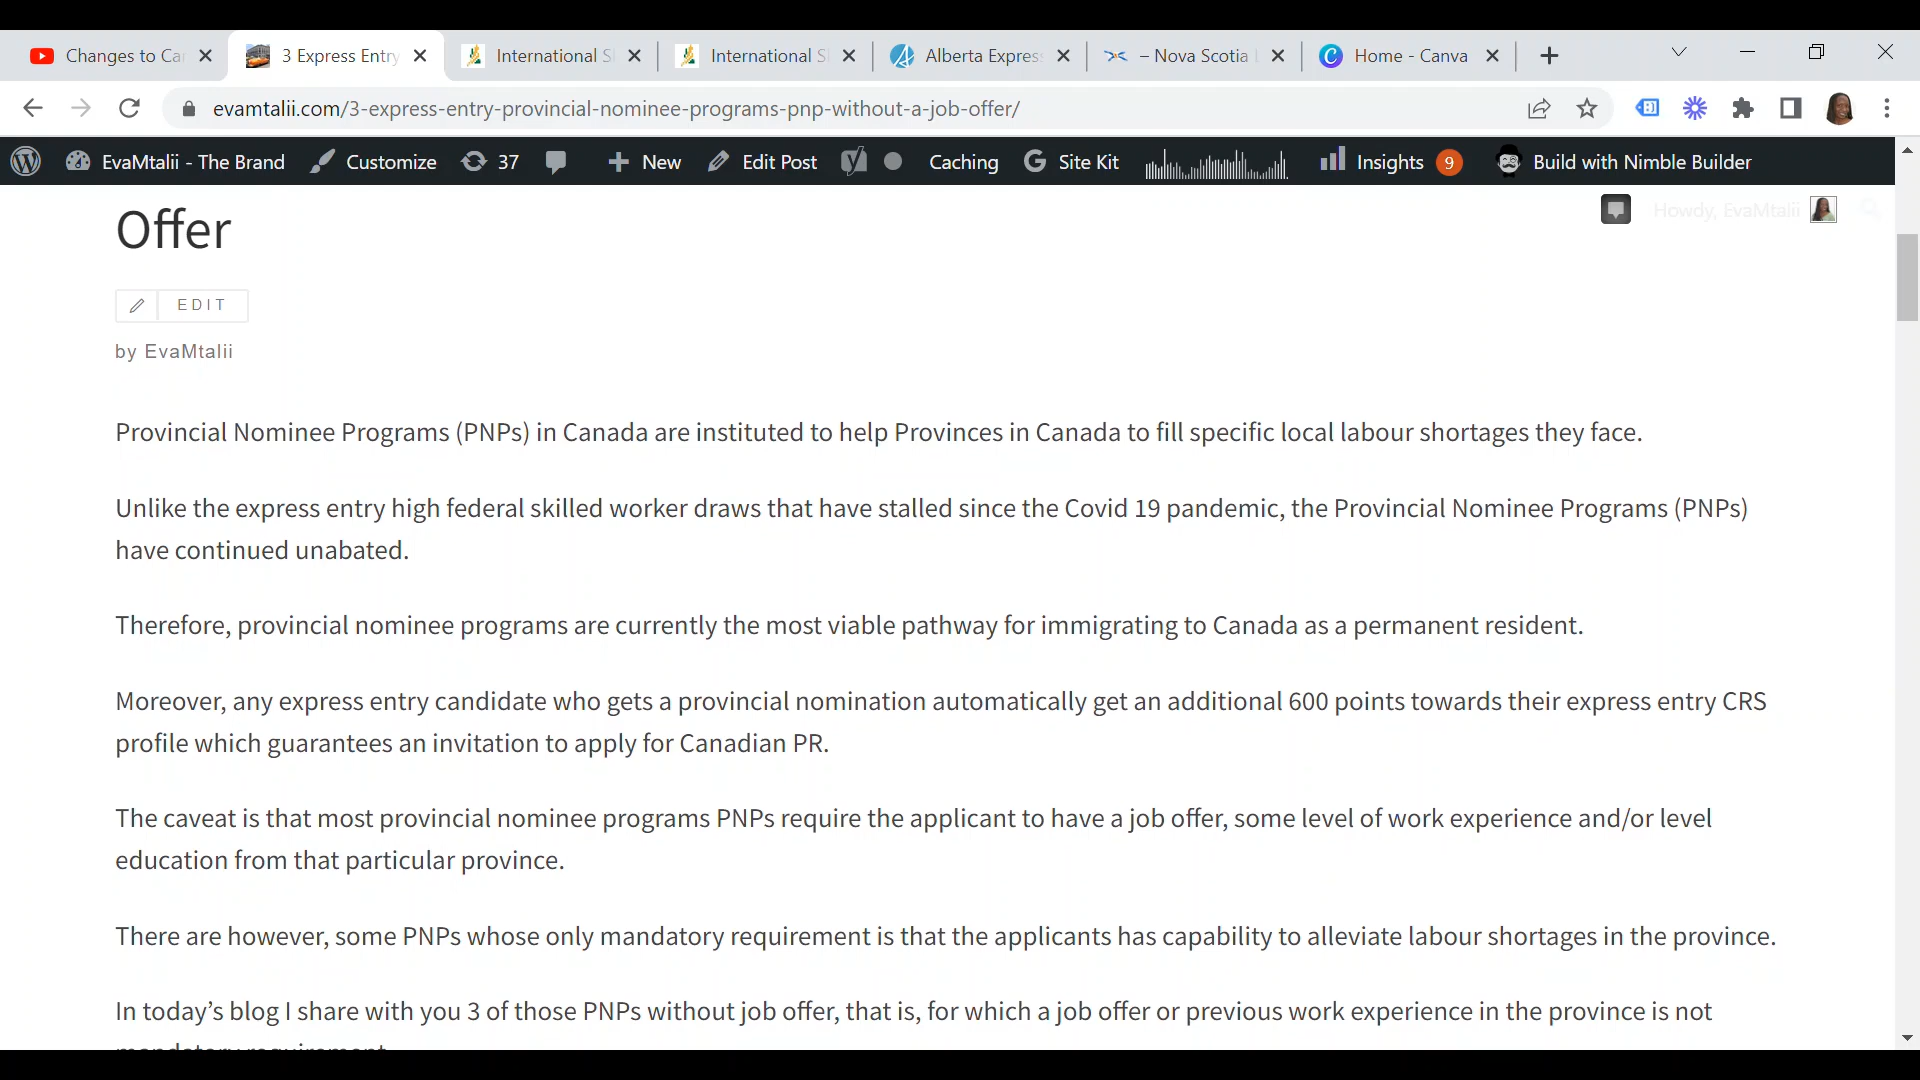 Changes to Ca
3 Express Entry
International S
International S
Alberta Express
– Nova Scotia
Home - Canva
evamtalii.com/3-express-entry-provincial-nominee-programs-pnp-without-a-job-offer/
EvaMtalii - The Brand Customize 37 New Edit Post Caching Site Kit Insights 9 Build with Nimble Builder
Howdy, EvaMtalii
Offer
EDIT
by EvaMtalii
Provincial Nominee Programs (PNPs) in Canada are instituted to help Provinces in Canada to fill specific local labour shortages they face.
Unlike the express entry high federal skilled worker draws that have stalled since the Covid 19 pandemic, the Provincial Nominee Programs (PNPs)
have continued unabated.
Therefore, provincial nominee programs are currently the most viable pathway for immigrating to Canada as a permanent resident.
Moreover, any express entry candidate who gets a provincial nomination automatically get an additional 600 points towards their express entry CRS
profile which guarantees an invitation to apply for Canadian PR.
The caveat is that most provincial nominee programs PNPs require the applicant to have a job offer, some level of work experience and/or level
education from that particular province.
There are however, some PNPs whose only mandatory requirement is that the applicants has capability to alleviate labour shortages in the province.
In today's blog I share with you 3 of those PNPs without job offer, that is, for which a job offer or previous work experience in the province is not
mandatory requirement